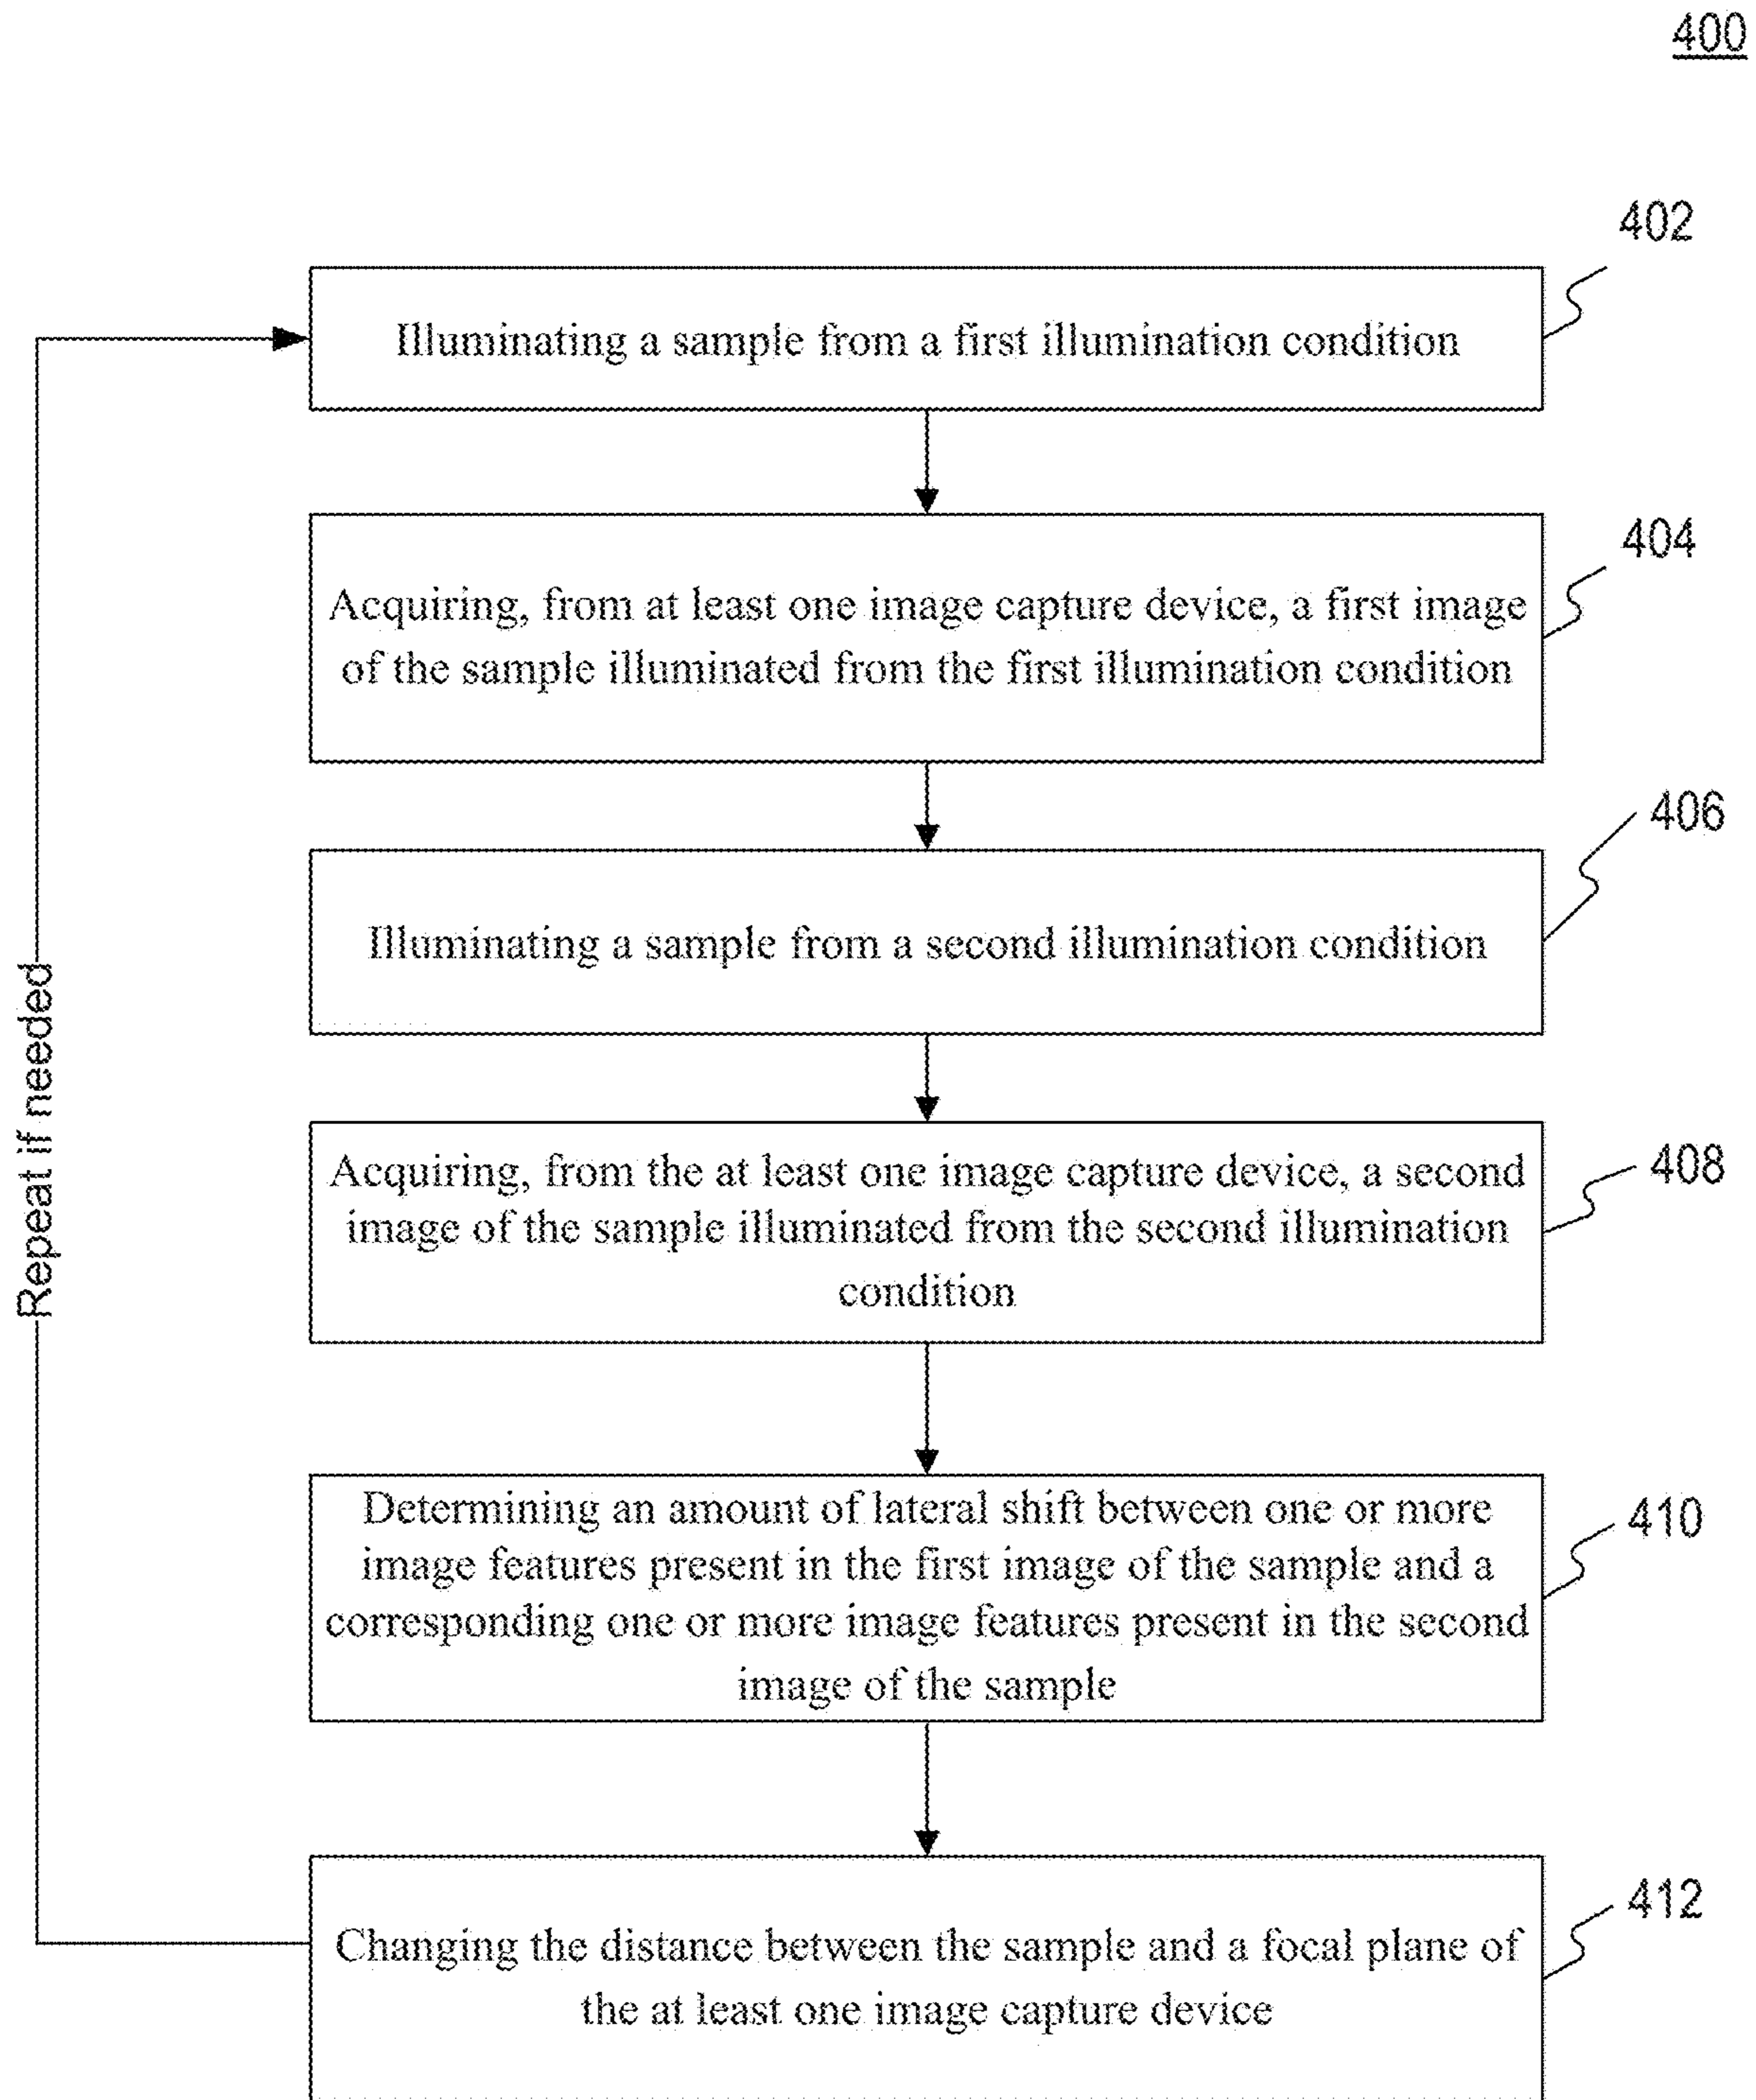 400
402
Illuminating a sample from a first illumination condition
404
Acquiring, from at least one image capture device, a first image
of the sample illuminated from the first illumination condition
406
Illuminating a sample from a second illumination condition
408
Acquiring, from the at least one image capture device, a second
image of the sample illuminated from the second illumination
condition
410
Determining an amount of lateral shift between one or more
image features present in the first image of the sample and a
corresponding one or more image features present in the second
image of the sample
412
Changing the distance between the sample and a focal plane of
the at least one image capture device
Repeat if needed